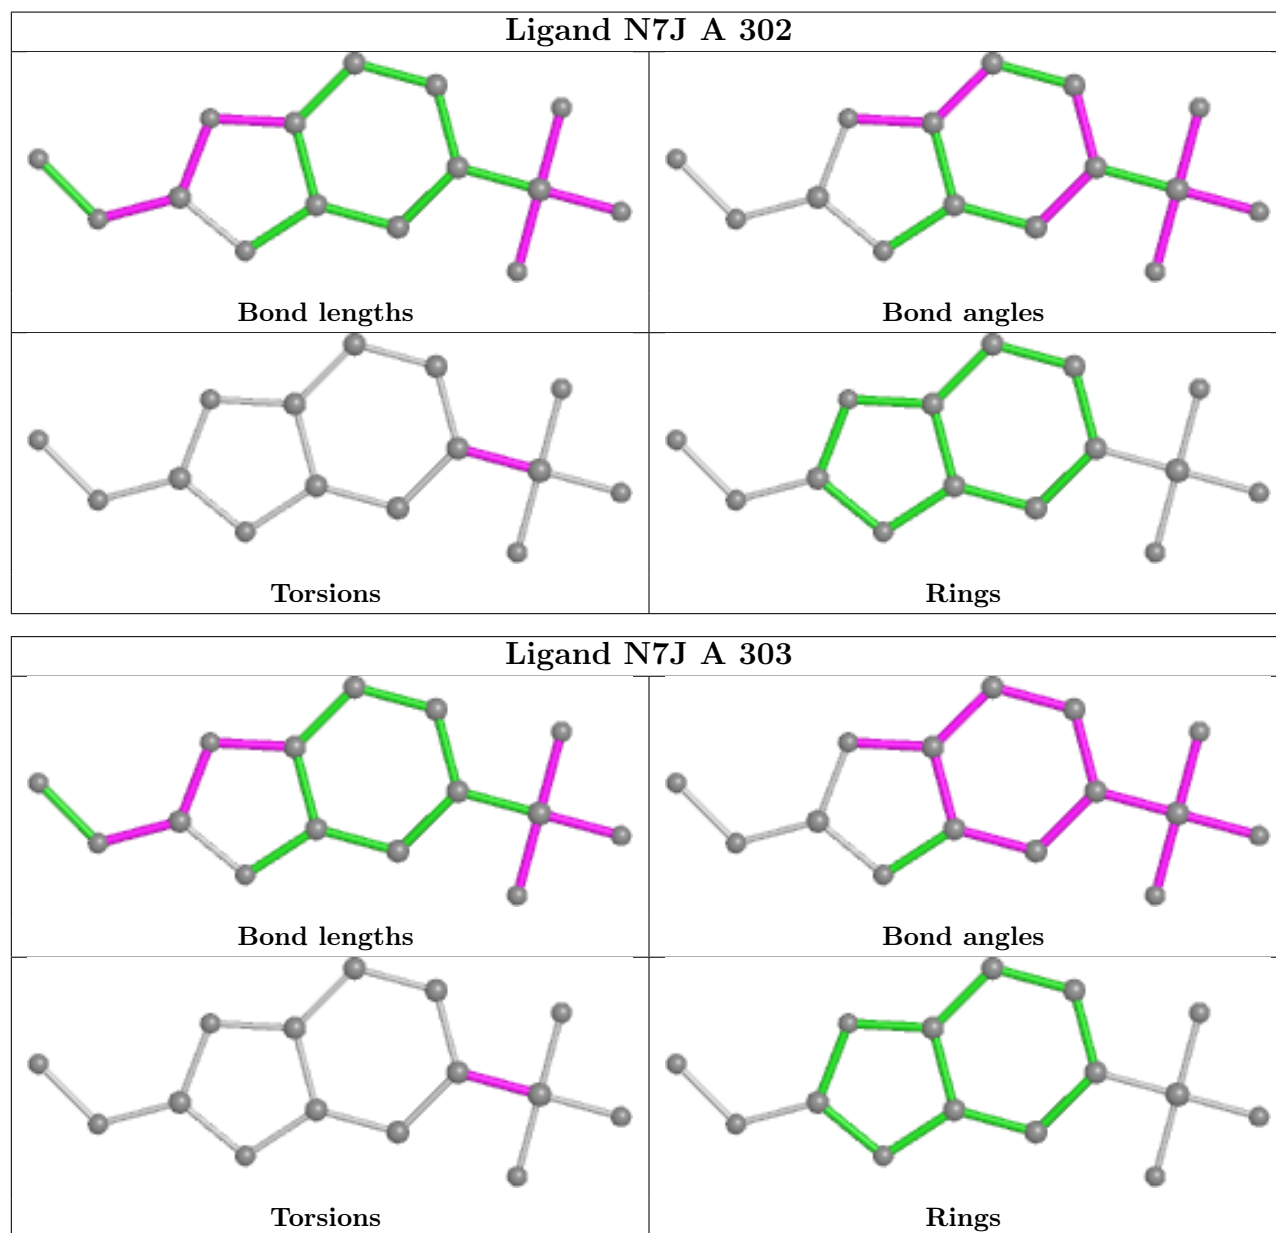 Ligand N7J A 302
Bond lengths
Bond angles
Torsions
Rings
Ligand N7J A 303
Bond lengths
Bond angles
Torsions
Rings